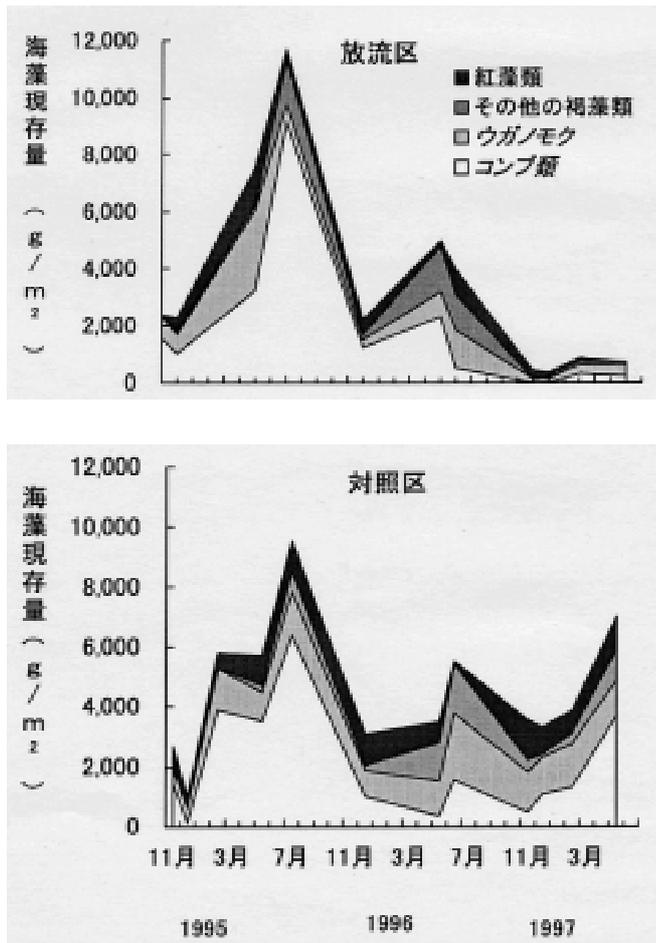 放流区
海藻現存量（g/m²）
12,000
10,000
8,000
6,000
4,000
2,000
0
紅藻類
その他の褐藻類
ウガノモク
コンブ類
対照区
海藻現存量（g/m²）
12,000
10,000
8,000
6,000
4,000
2,000
0
11月 3月 7月 11月 3月 7月 11月 3月
1995 1996 1997